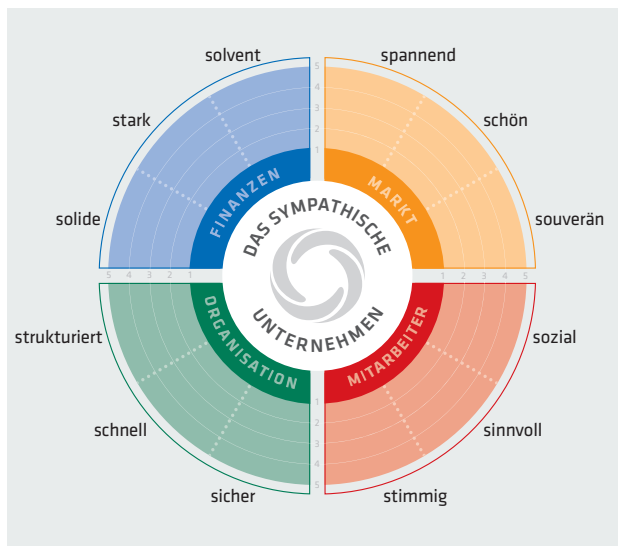 solvent
spannend
stark
schön
solide
souverän
5
4
3
2
1
FINANZEN
MARKT
DAS SYMPATHISCHE
UNTERNEHMEN
5 4 3 2 1
1 2 3 4 5
ORGANISATION
MITARBEITER
1
2
3
4
5
strukturiert
sozial
schnell
sinnvoll
sicher
stimmig